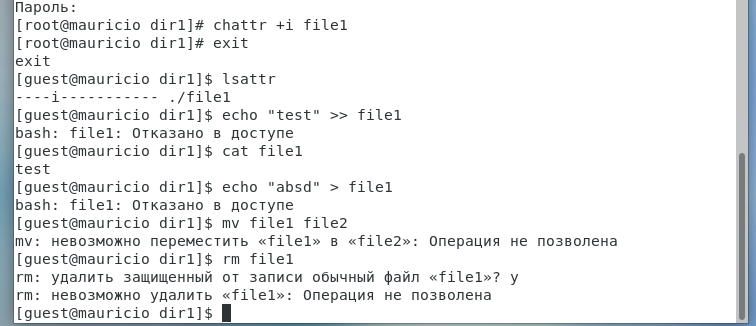 Пароль:
[root@mauricio dir1]# chattr +i file1
[root@mauricio dir1]# exit
exit
[guest@mauricio dir1]$ lsattr
----i----------- ./file1
[guest@mauricio dir1]$ echo "test" >> file1
bash: file1: Отказано в доступе
[guest@mauricio dir1]$ cat file1
test
[guest@mauricio dir1]$ echo "absd" > file1
bash: file1: Отказано в доступе
[guest@mauricio dir1]$ mv file1 file2
mv: невозможно переместить «file1» в «file2»: Операция не позволена
[guest@mauricio dir1]$ rm file1
rm: удалить защищенный от записи обычный файл «file1»? y
rm: невозможно удалить «file1»: Операция не позволена
[guest@mauricio dir1]$